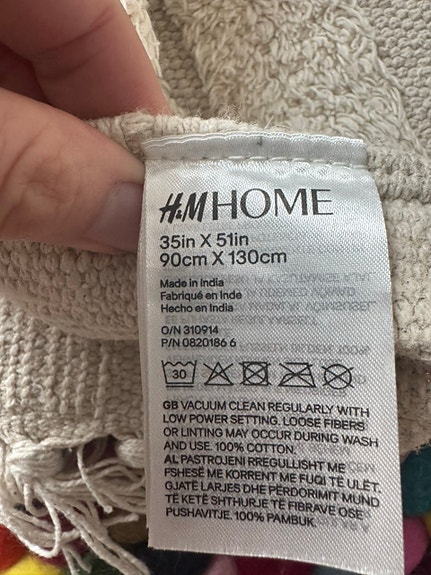 H&M HOME
35in X 51in
90cm X 130cm
Made in India
Fabriqué en Inde
Hecho en India
O/N 310914
P/N 0820186 6
30
GB VACUUM CLEAN REGULARLY WITH
LOW POWER SETTING. LOOSE FIBERS
OR LINTING MAY OCCUR DURING WASH
AND USE. 100% COTTON.
AL PASTROJENI RREGULLISHT ME
FSHESË ME KORRENT ME FUQI TË ULËT,
GJATË LARJES DHE PËRDORIMIT MUND
TË KETË SHTHURJE TË FIBRAVE OSE
PUSHAVITJE. 100% PAMBUK.